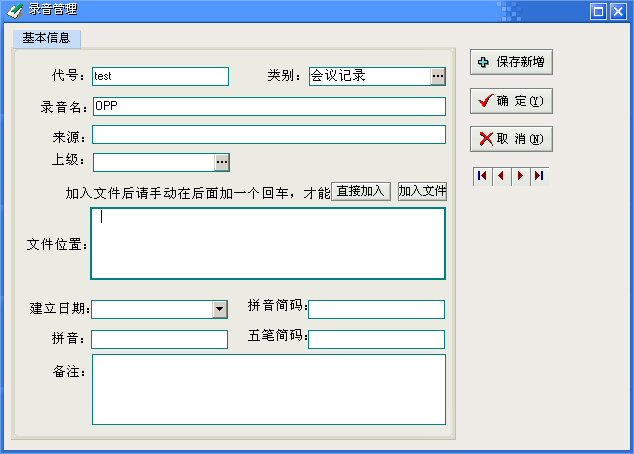 录音管理
基本信息
代号： test 类别： 会议记录 ...
录音名： OPP
来源：
上级： ...
加入文件后请手动在后面加一个回车，才能 直接加入 加入文件
文件位置：
建立日期： 拼音简码：
拼音： 五笔简码：
备注：
保存新增
确 定(Y)
取 消(N)